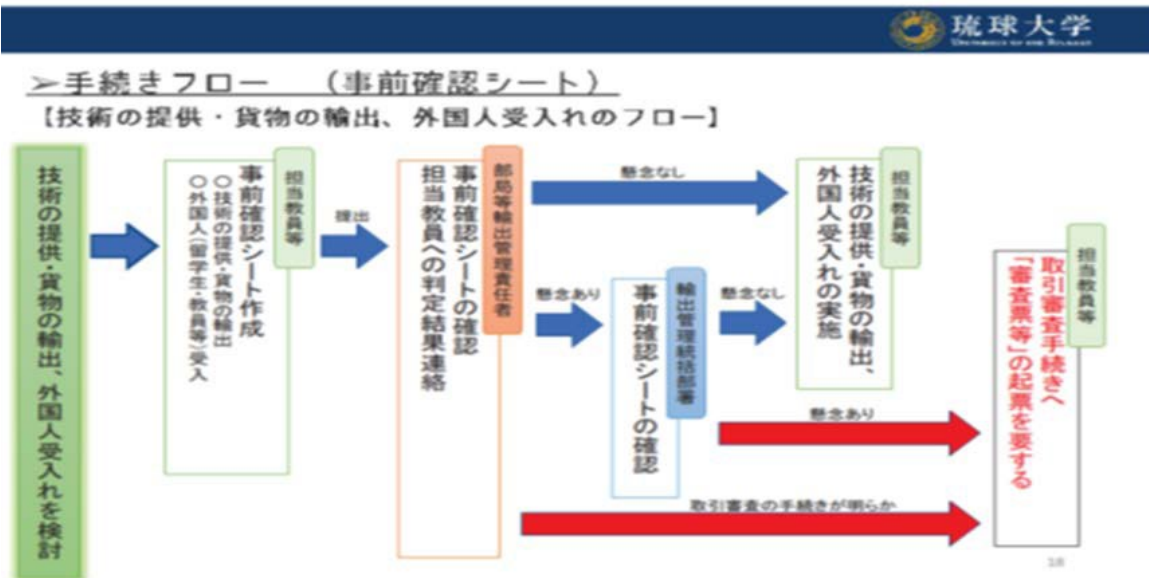 琉球大学
UNIVERSITY OF THE RYUKYUS
➢手続きフロー　（事前確認シート）
【技術の提供・貨物の輸出、外国人受入れのフロー】
技術の提供・貨物の輸出、外国人受入れを検討
担当教員等
事前確認シート作成
○技術の提供・貨物の輸出
○外国人（留学生・教員等）受入
提出
部局等輸出管理責任者
事前確認シートの確認
担当教員への判定結果連絡
懸念なし
懸念あり
輸出管理統括部署
事前確認シートの確認
懸念なし
担当教員等
技術の提供・貨物の輸出、
外国人受入れの実施
懸念あり
取引審査の手続きが明らか
担当教員等
取引審査手続きへ
「審査票等」の起票を要する